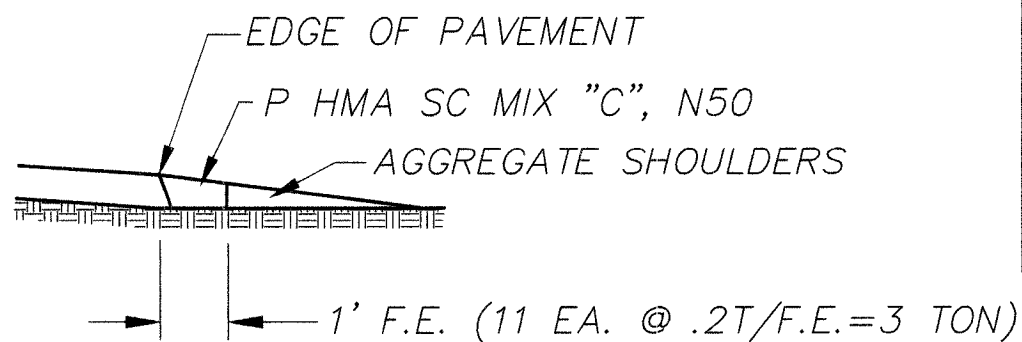 EDGE OF PAVEMENT
P HMA SC MIX "C", N50
AGGREGATE SHOULDERS
1' F.E. (11 EA. @ .2T/F.E.=3 TON)